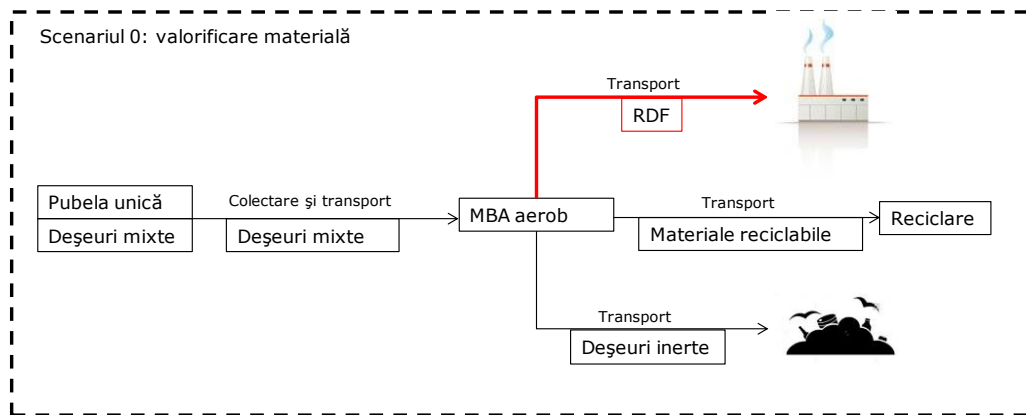 Scenariul 0: valorificare materială
Transport
RDF
Pubela unică
Deşeuri mixte
Colectare şi transport
Deşeuri mixte
MBA aerob
Transport
Materiale reciclabile
Reciclare
Transport
Deşeuri inerte